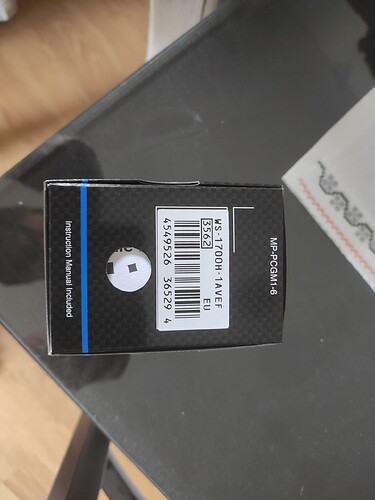 MP-PCGM1-6
WS-1700H-1AVEF
3562
EU
4549526 36529 4
Instruction Manual Included